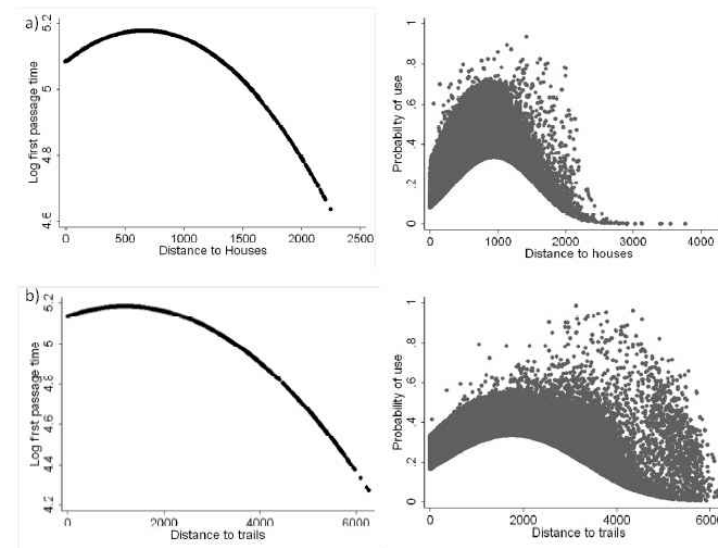 a)
Log first passage time
5.2
5
4.8
4.6
0 500 1000 1500 2000 2500
Distance to Houses
Probability of use
1
.8
.6
.4
.2
0
0 1000 2000 3000 4000
Distance to houses
b)
Log first passage time
5.2
5
4.8
4.6
4.4
4.2
0 2000 4000 6000
Distance to trails
Probability of use
1
.8
.6
.4
.2
0
0 2000 4000 6000
Distance to trails